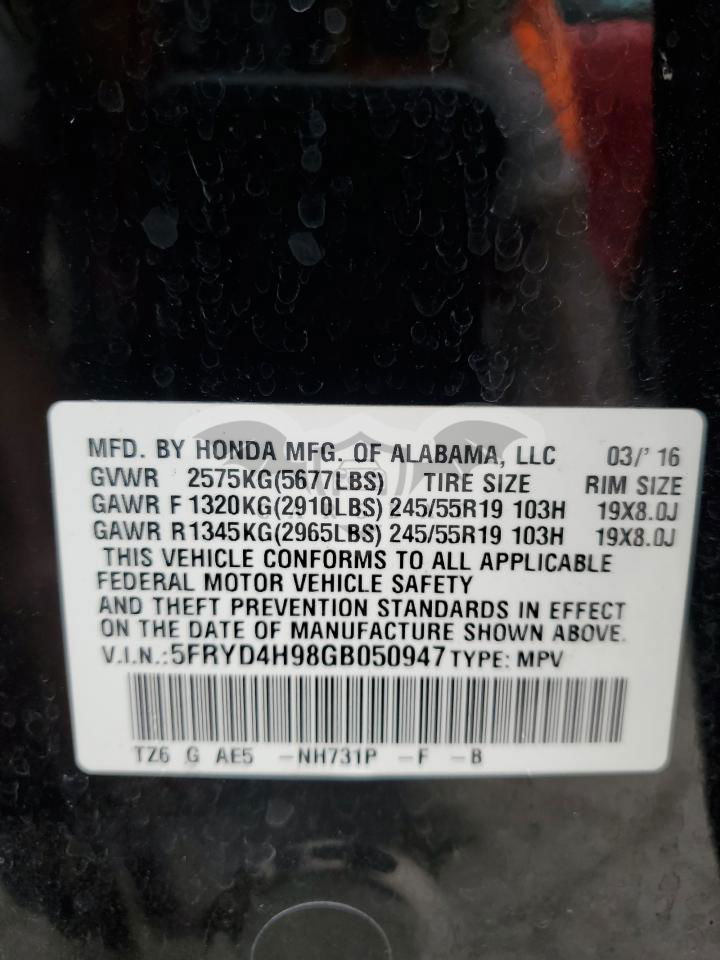 MFD. BY HONDA MFG. OF ALABAMA, LLC 03/' 16
GVWR 2575KG(5677LBS) TIRE SIZE RIM SIZE
GAWR F 1320KG(2910LBS) 245/55R19 103H 19X8.0J
GAWR R 1345KG(2965LBS) 245/55R19 103H 19X8.0J
THIS VEHICLE CONFORMS TO ALL APPLICABLE
FEDERAL MOTOR VEHICLE SAFETY
AND THEFT PREVENTION STANDARDS IN EFFECT
ON THE DATE OF MANUFACTURE SHOWN ABOVE.
V.I.N.: 5FRYD4H98GB050947 TYPE: MPV
TZ6 G AE5 -NH731P -F -B